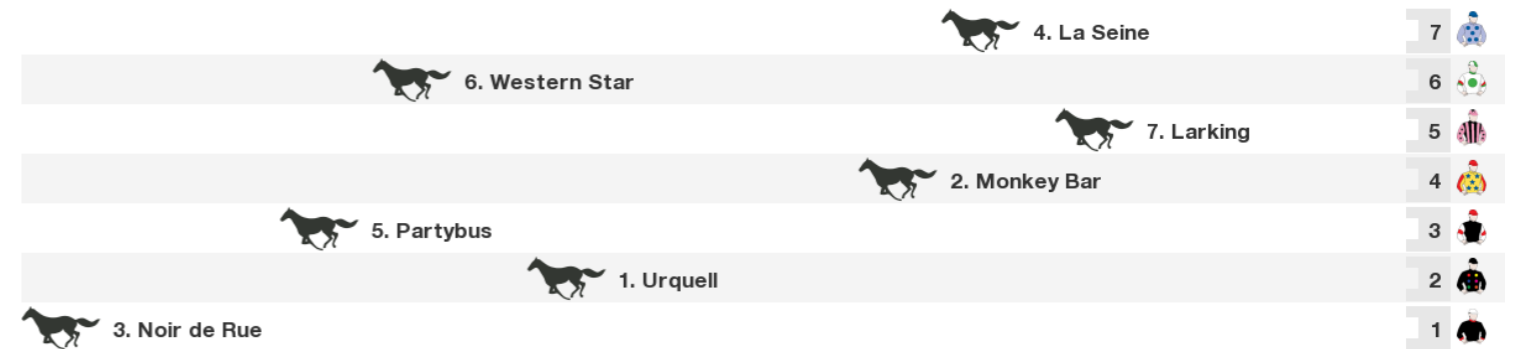 4. La Seine 7
6. Western Star 6
7. Larking 5
2. Monkey Bar 4
5. Partybus 3
1. Urquell 2
3. Noir de Rue 1